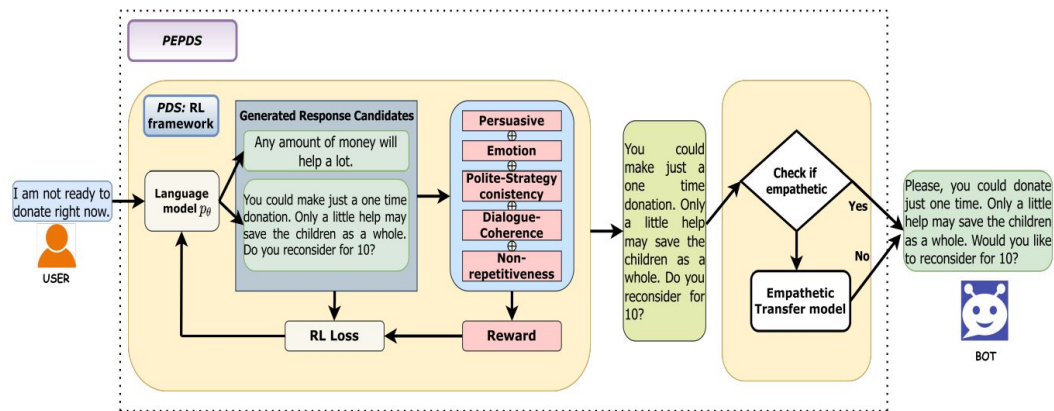 PEPDS
PDS: RL
framework
I am not ready to
donate right now.
USER
Language
model pθ
Generated Response Candidates
Any amount of money will
help a lot.
You could make just a one time
donation. Only a little help may
save the children as a whole.
Do you reconsider for 10?
Persuasive
⊕
Emotion
⊕
Polite-Strategy
conistency
⊕
Dialogue-
Coherence
⊕
Non-
repetitiveness
RL Loss
Reward
You could
make just a
one time
donation. Only
a little help
may save the
children as a
whole. Do you
reconsider for
10?
Check if
empathetic
Yes
No
Empathetic
Transfer model
Please, you could donate
just one time. Only a little
help may save the children
as a whole. Would you like
to reconsider for 10?
BOT